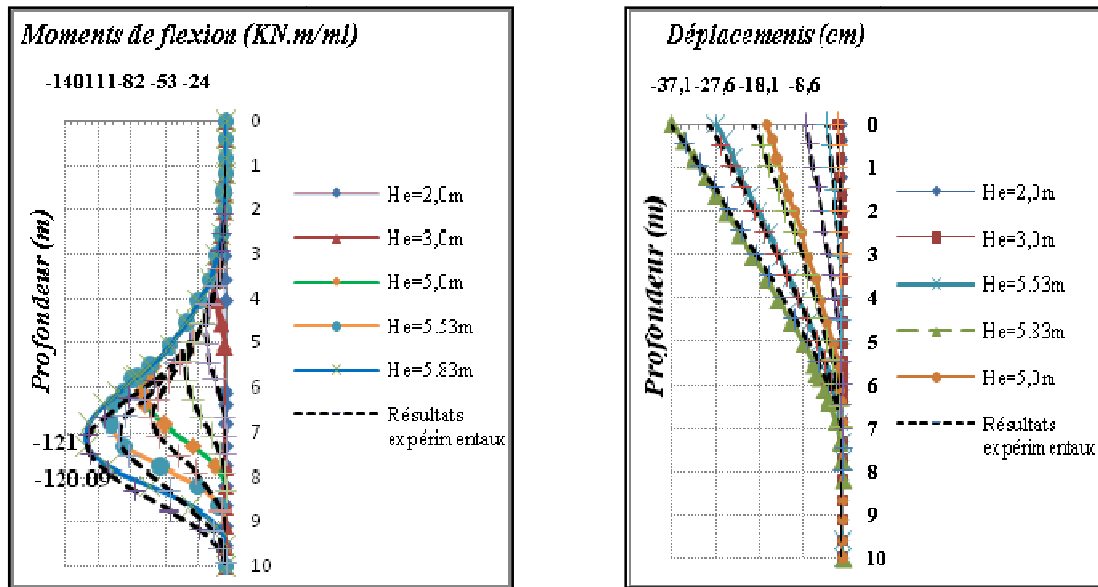 Moments de flexion (KN.m/ml)
-140111-82 -53 -24
0
1
2
3
4
5
6
7
8
9
10
Profondeur (m)
-121
-120.09
He=2,0m
He=3,0m
He=5,0m
He=5.53m
He=5.83m
Résultats
expérimentaux
Déplacements (cm)
-37,1 -27,6 -18,1 -8,6
0
1
2
3
4
5
6
7
8
9
10
Profondeur (m)
He=2,0m
He=3,0m
He=5.53m
He=5.83m
He=5,0m
Résultats
expérimentaux